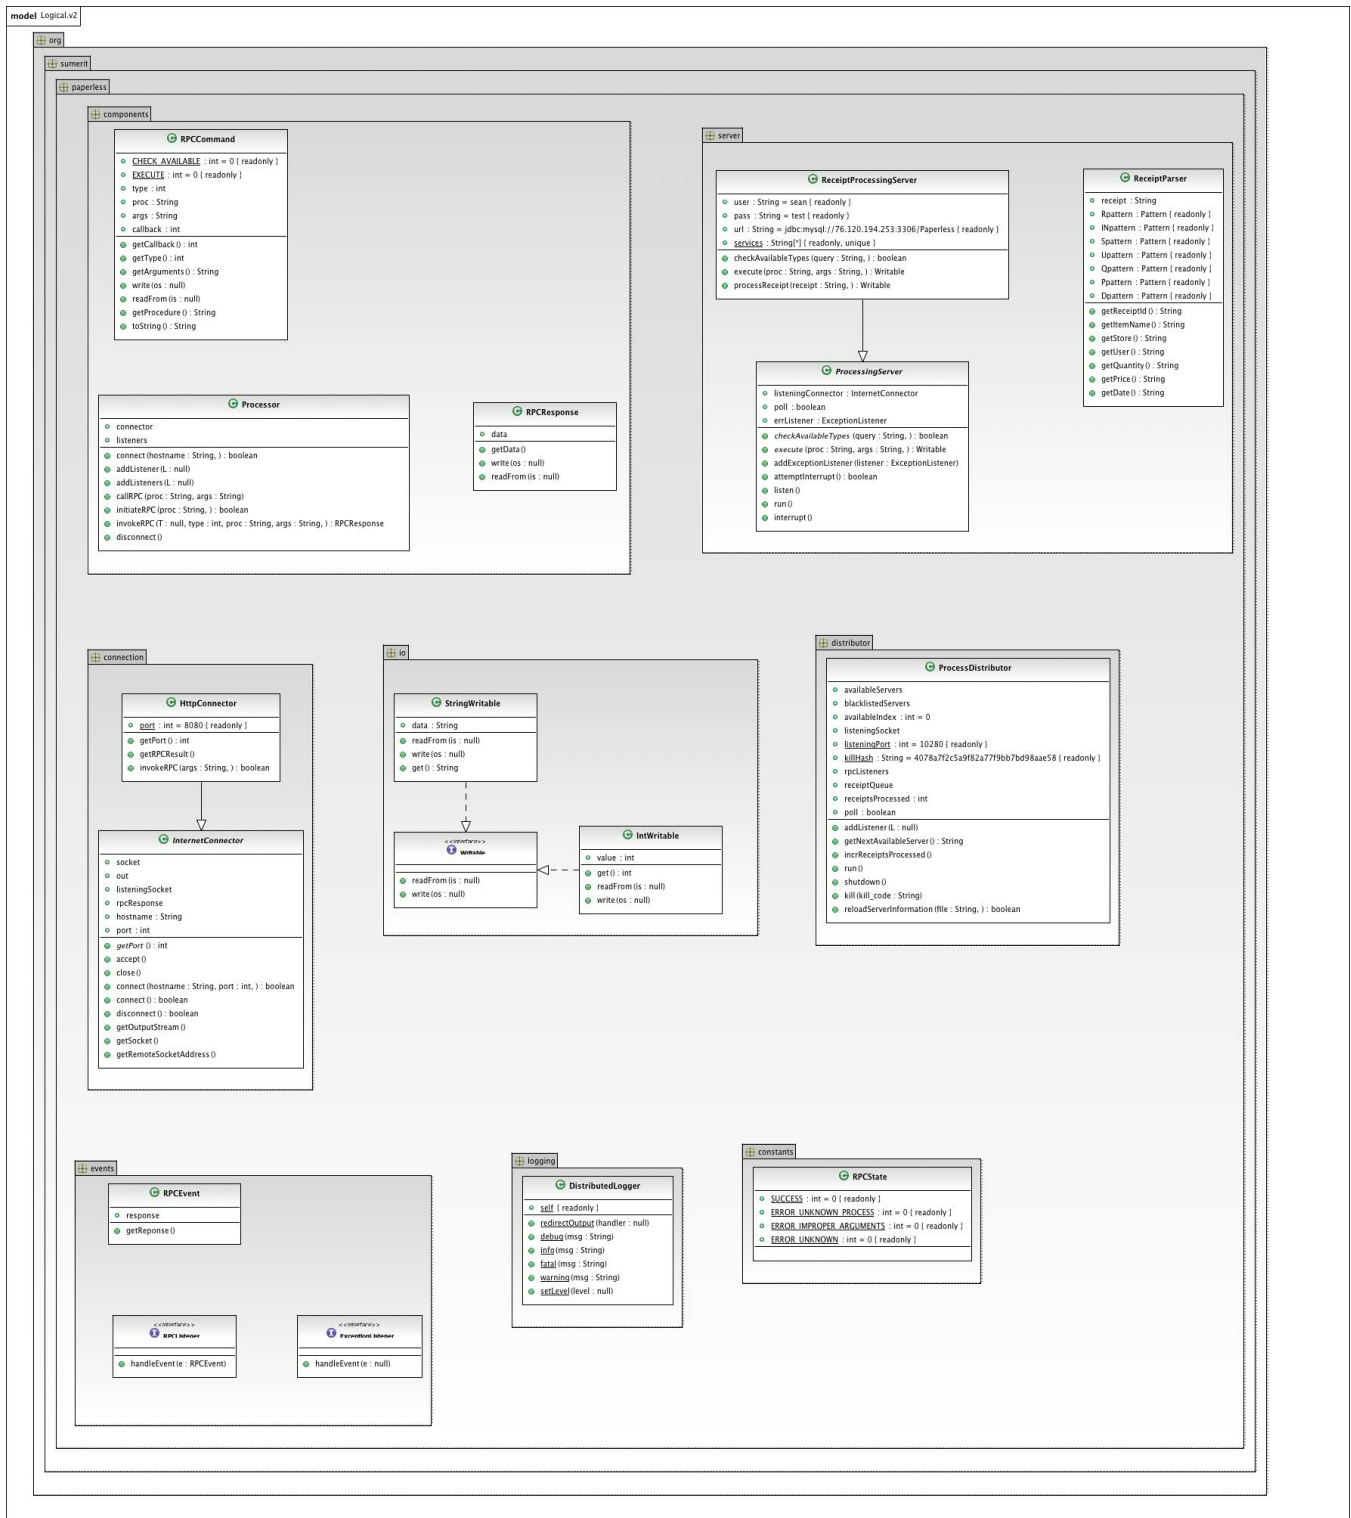 model Logical.v2
org
sumerit
paperless
components
RPCCommand
CHECK_AVAILABLE : int = 0 { readonly }
EXECUTE : int = 0 { readonly }
type : int
proc : String
args : String
callback : int
getCallback () : int
getType () : int
getArguments () : String
write (os : null)
readFrom (is : null)
getProcedure () : String
toString () : String
Processor
connector
listeners
connect (hostname : String, ) : boolean
addListener (L : null)
addListeners (L : null)
callRPC (proc : String, args : String)
initiateRPC (proc : String, ) : boolean
invokeRPC (T : null, type : int, proc : String, args : String, ) : RPCResponse
disconnect ()
RPCResponse
data
getData ()
write (os : null)
readFrom (is : null)
server
ReceiptProcessingServer
user : String = sean { readonly }
pass : String = test { readonly }
url : String = jdbc:mysql://76.120.194.253:3306/Paperless { readonly }
services : String[*] { readonly, unique }
checkAvailableTypes (query : String, ) : boolean
execute (proc : String, args : String, ) : Writable
processReceipt (receipt : String, ) : Writable
ReceiptParser
receipt : String
Rpattern : Pattern { readonly }
INpattern : Pattern { readonly }
Spattern : Pattern { readonly }
Upattern : Pattern { readonly }
Qpattern : Pattern { readonly }
Ppattern : Pattern { readonly }
Dpattern : Pattern { readonly }
getReceiptId () : String
getItemName () : String
getStore () : String
getUser () : String
getQuantity () : String
getPrice () : String
getDate () : String
ProcessingServer
listeningConnector : InternetConnector
poll : boolean
errListener : ExceptionListener
checkAvailableTypes (query : String, ) : boolean
execute (proc : String, args : String, ) : Writable
addExceptionListener (listener : ExceptionListener)
attemptInterrupt () : boolean
listen ()
run ()
interrupt ()
connection
HttpConnector
port : int = 8080 { readonly }
getPort () : int
getRPCResult ()
invokeRPC (args : String, ) : boolean
InternetConnector
socket
out
listeningSocket
rpcResponse
hostname : String
port : int
getPort () : int
accept ()
close ()
connect (hostname : String, port : int, ) : boolean
connect () : boolean
disconnect () : boolean
getOutputStream ()
getSocket ()
getRemoteSocketAddress ()
io
StringWritable
data : String
readFrom (is : null)
write (os : null)
get () : String
<<interface>>
Writable
readFrom (is : null)
write (os : null)
IntWritable
value : int
get () : int
readFrom (is : null)
write (os : null)
distributor
ProcessDistributor
availableServers
blacklistedServers
availableIndex : int = 0
listeningSocket
listeningPort : int = 10280 { readonly }
killHash : String = 4078a7f2c5a9f82a77f9bb7bd98aae58 { readonly }
rpcListeners
receiptQueue
receiptsProcessed : int
poll : boolean
addListener (L : null)
getNextAvailableServer () : String
incrReceiptsProcessed ()
run ()
shutdown ()
kill (kill_code : String)
reloadServerInformation (file : String, ) : boolean
events
RPCEvent
response
getReponse ()
<<interface>>
RPCListener
handleEvent (e : RPCEvent)
<<interface>>
ExceptionListener
handleEvent (e : null)
logging
DistributedLogger
self { readonly }
redirectOutput (handler : null)
debug (msg : String)
info (msg : String)
fatal (msg : String)
warning (msg : String)
setLevel (level : null)
constants
RPCState
SUCCESS : int = 0 { readonly }
ERROR_UNKNOWN_PROCESS : int = 0 { readonly }
ERROR_IMPROPER_ARGUMENTS : int = 0 { readonly }
ERROR_UNKNOWN : int = 0 { readonly }